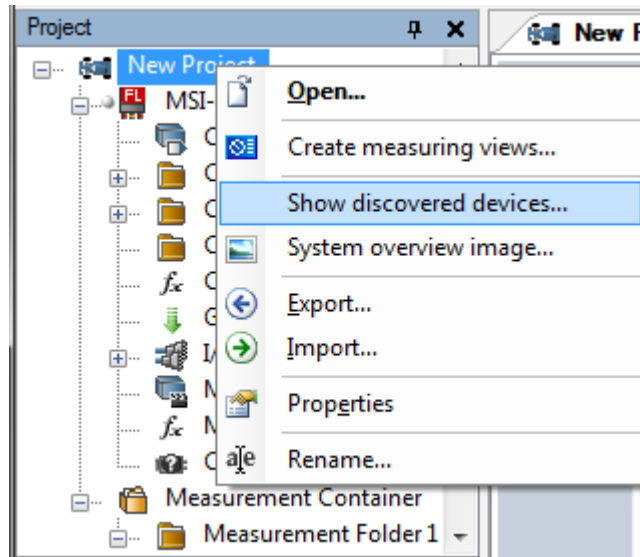 Project
New F
New Project
FL
MSI-
Open...
Create measuring views...
Show discovered devices...
System overview image...
Export...
Import...
Properties
Rename...
Measurement Container
Measurement Folder 1